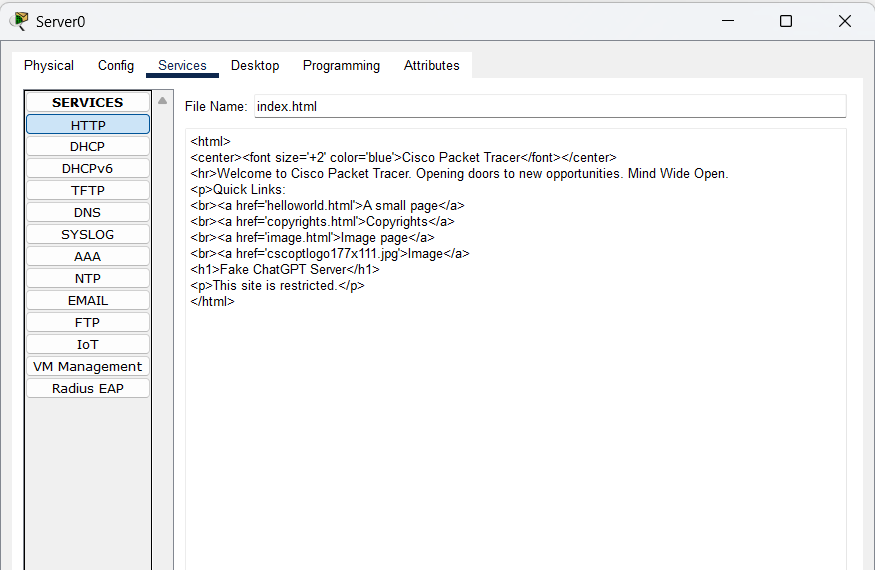 Server0
Physical Config Services Desktop Programming Attributes
SERVICES
HTTP
DHCP
DHCPv6
TFTP
DNS
SYSLOG
AAA
NTP
EMAIL
FTP
IoT
VM Management
Radius EAP
File Name: index.html
<html>
<center><font size='+2' color='blue'>Cisco Packet Tracer</font></center>
<hr>Welcome to Cisco Packet Tracer. Opening doors to new opportunities. Mind Wide Open.
<p>Quick Links:
<br><a href='helloworld.html'>A small page</a>
<br><a href='copyrights.html'>Copyrights</a>
<br><a href='image.html'>Image page</a>
<br><a href='cscoptlogo177x111.jpg'>Image</a>
<h1>Fake ChatGPT Server</h1>
<p>This site is restricted.</p>
</html>